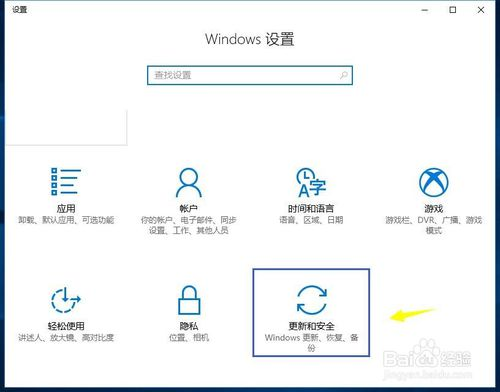 设置
Windows 设置
查找设置
应用
卸载、默认应用、可选功能
帐户
你的帐户、电子邮件、同步
设置、工作、其他人员
时间和语言
语音、区域、日期
游戏
游戏栏、DVR、广播、游戏
模式
轻松使用
讲述人、放大镜、高对比度
隐私
位置、相机
更新和安全
Windows 更新、恢复、备
份
Baidu 经验
jingyan.baidu.com